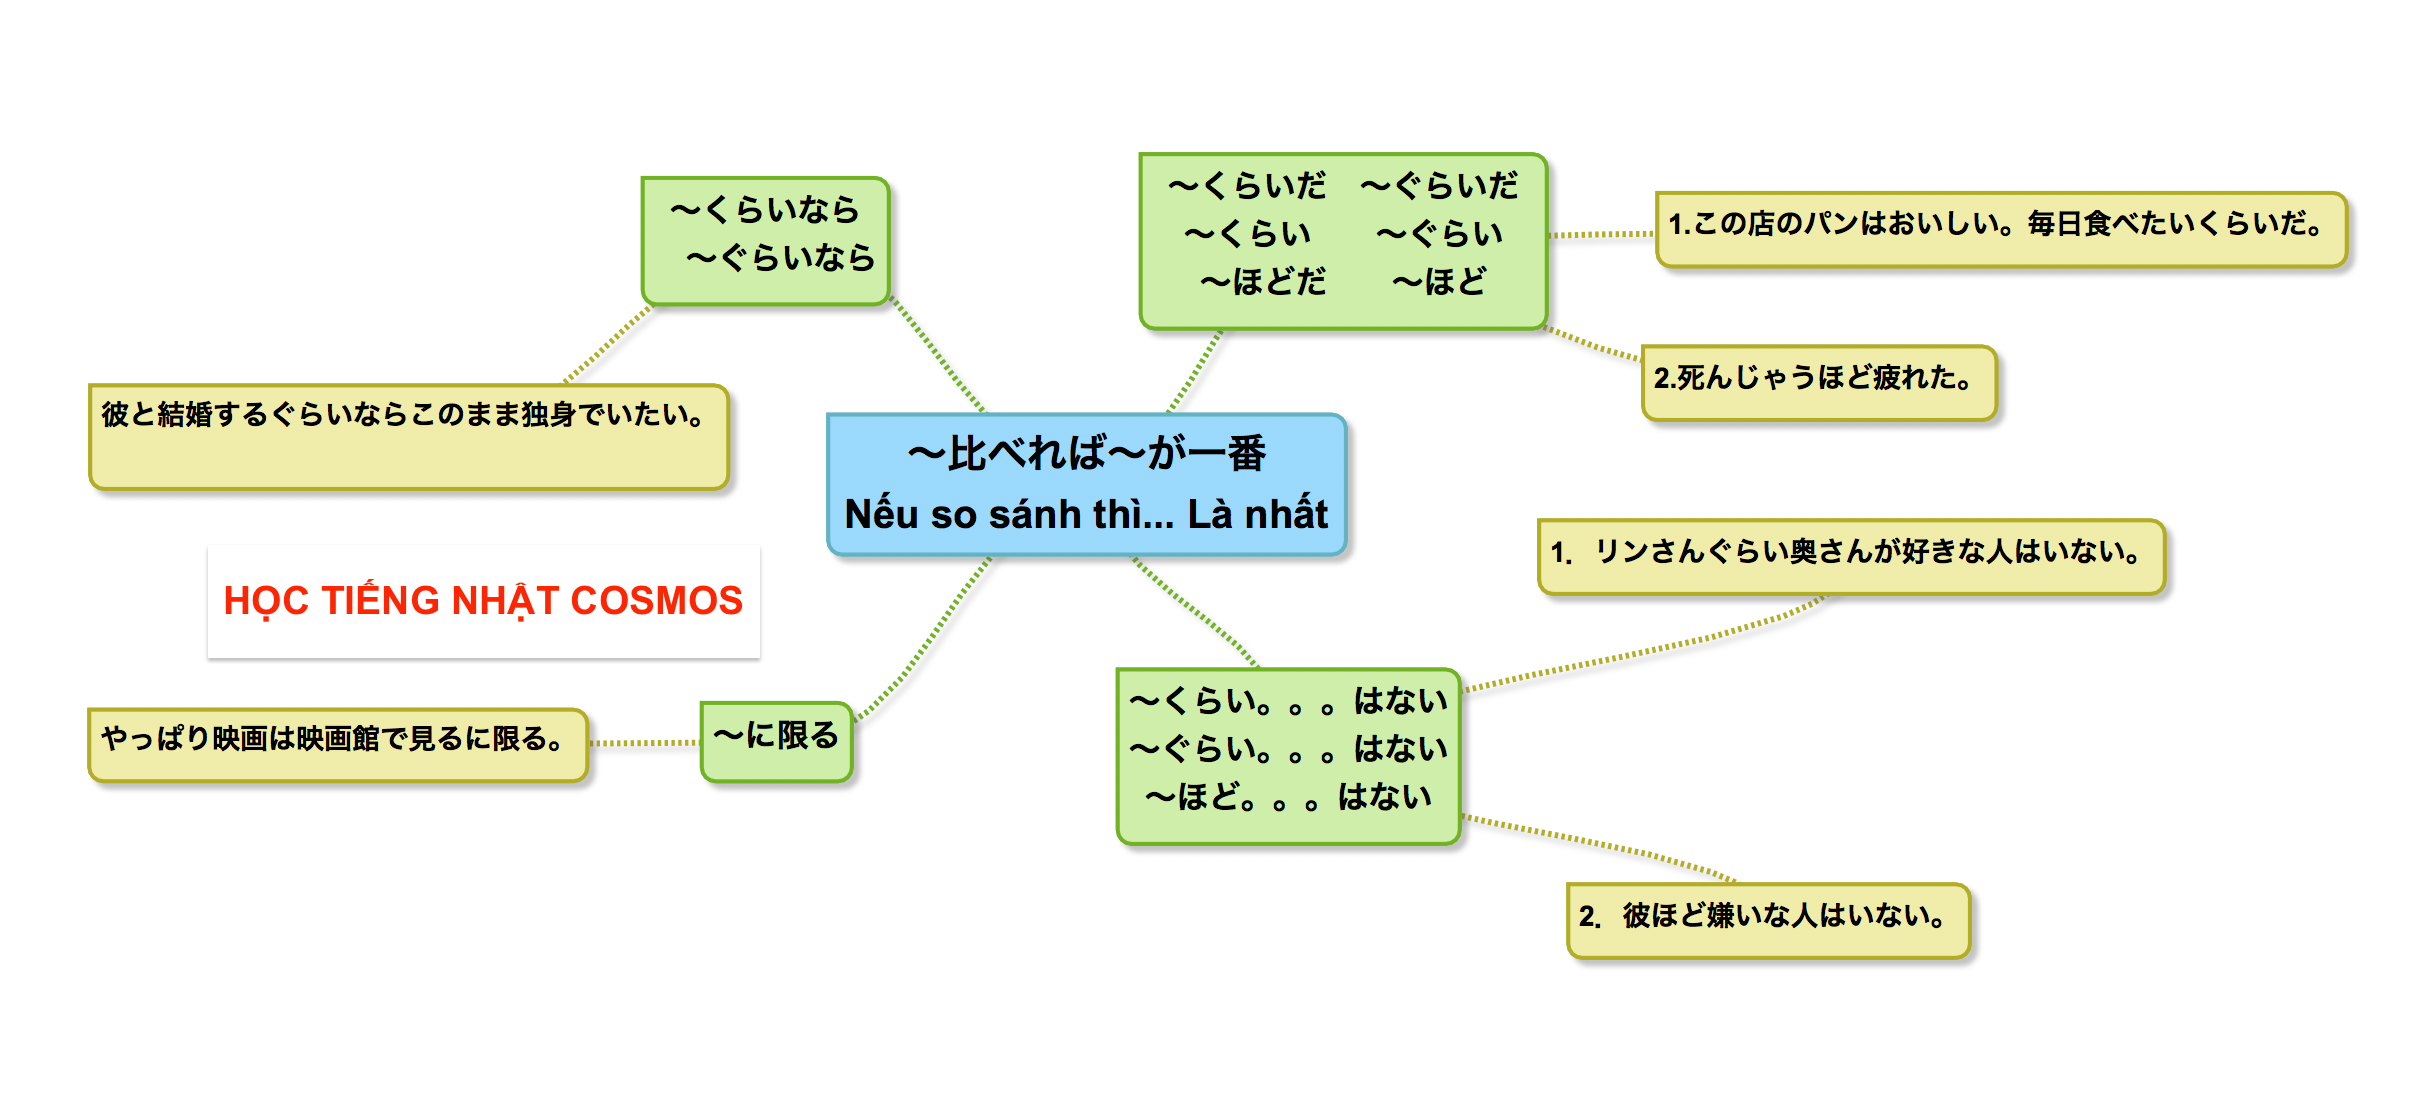 ～くらいなら
～ぐらいなら
彼と結婚するぐらいならこのまま独身でいたい。
～くらいだ　～ぐらいだ
～くらい　　～ぐらい
～ほどだ　　～ほど
1.この店のパンはおいしい。毎日食べたいくらいだ。
2.死んじゃうほど疲れた。
～比べれば～が一番
Nếu so sánh thì... Là nhất
HỌC TIẾNG NHẬT COSMOS
～に限る
やっぱり映画は映画館で見るに限る。
～くらい。。。はない
～ぐらい。。。はない
～ほど。。。はない
1.　リンさんぐらい奥さんが好きな人はいない。
2.　彼ほど嫌いな人はいない。